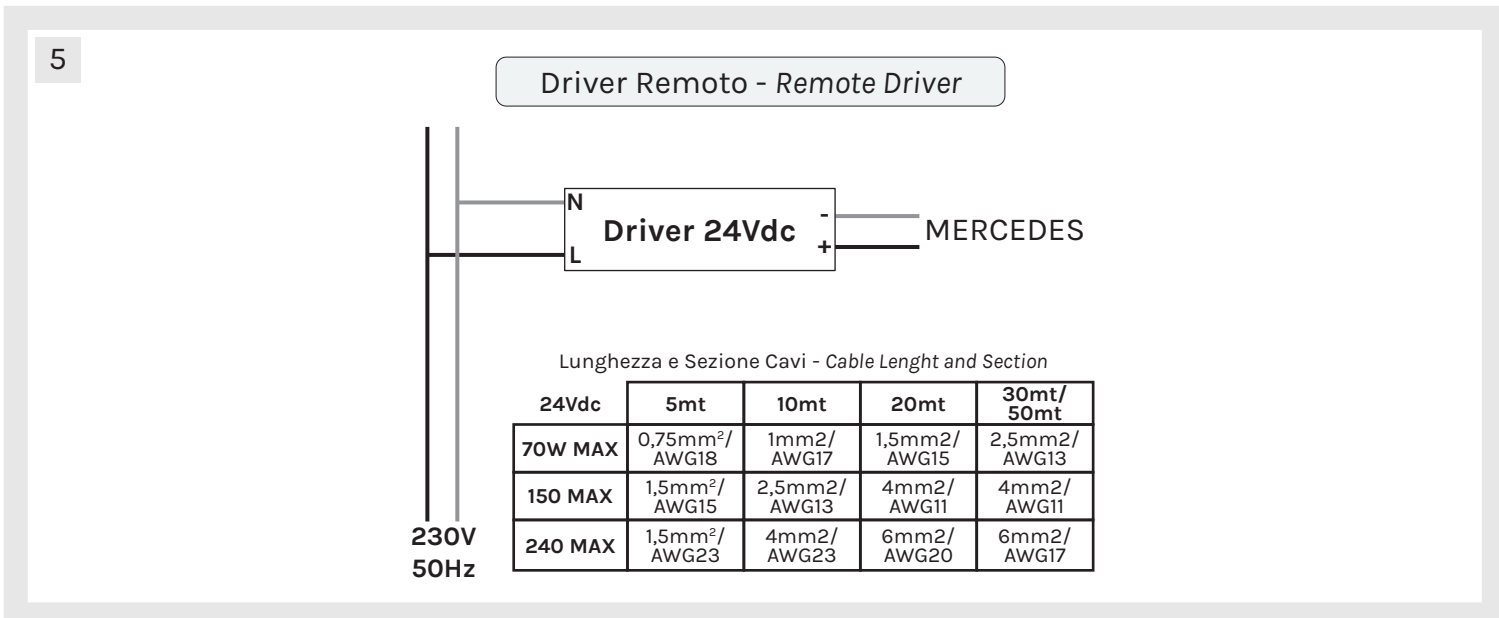 5
Driver Remoto - Remote Driver
N
L
Driver 24Vdc
-
+
MERCEDES
230V
50Hz
Lunghezza e Sezione Cavi - Cable Lenght and Section
24Vdc 5mt 10mt 20mt 30mt/
50mt
70W MAX 0,75mm²/ 1mm2/ 1,5mm2/ 2,5mm2/
AWG18 AWG17 AWG15 AWG13
150 MAX 1,5mm²/ 2,5mm2/ 4mm2/ 4mm2/
AWG15 AWG13 AWG11 AWG11
240 MAX 1,5mm²/ 4mm2/ 6mm2/ 6mm2/
AWG23 AWG23 AWG20 AWG17